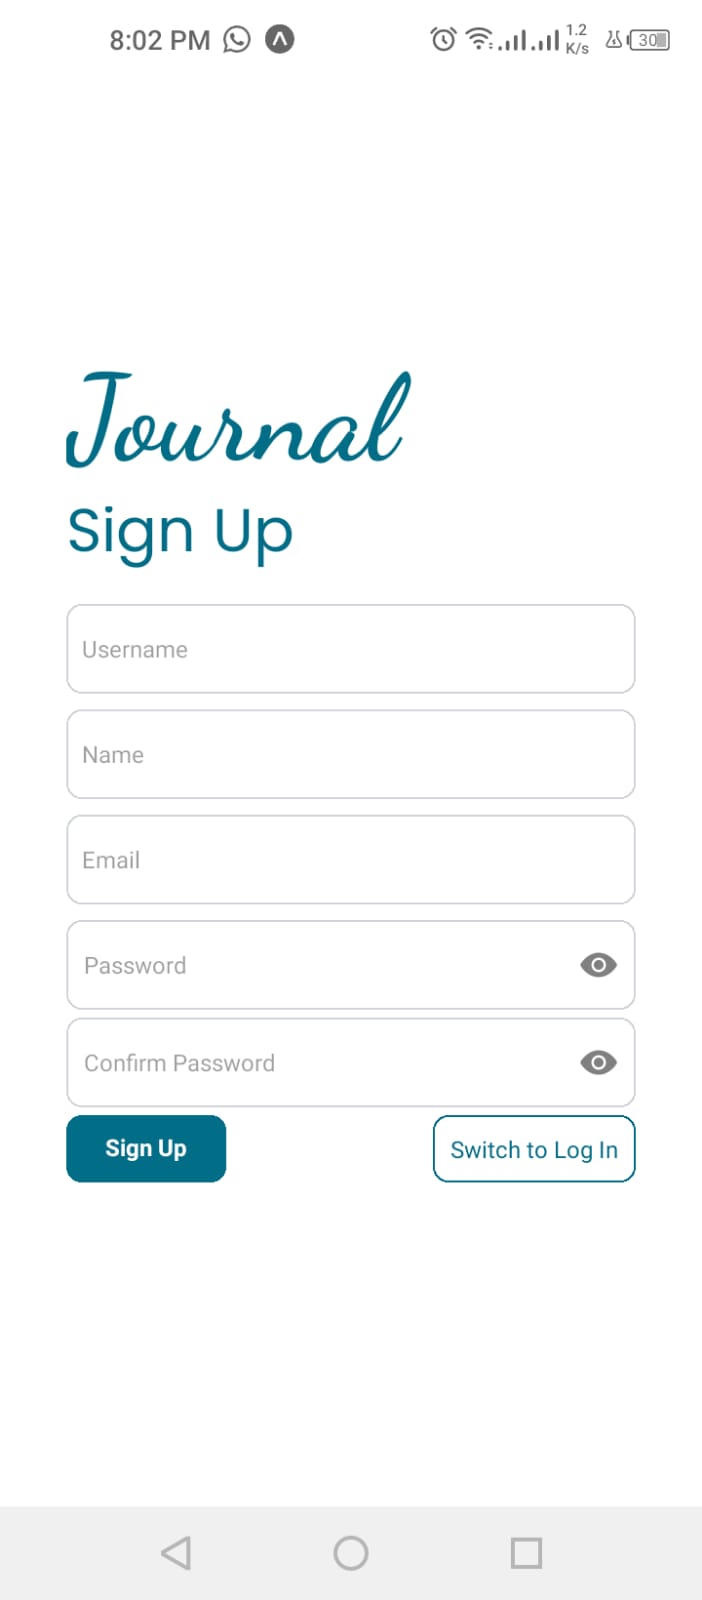 8:02 PM
1.2
K/s
30
Journal
Sign Up
Username
Name
Email
Password
Confirm Password
Sign Up Switch to Log In